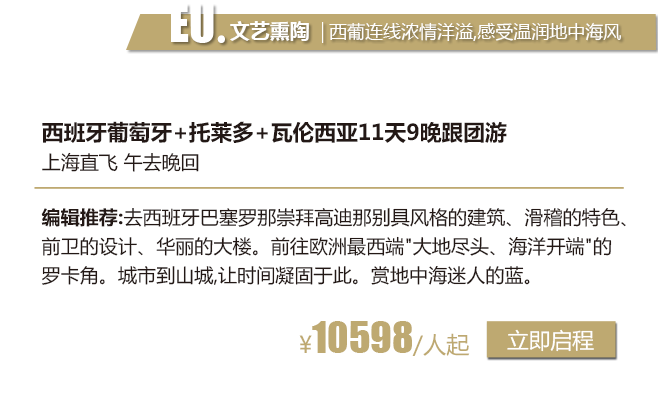 EU.文艺熏陶 | 西葡连线浓情洋溢,感受温润地中海风
西班牙葡萄牙+托莱多+瓦伦西亚11天9晚跟团游
上海直飞 午去晚回
编辑推荐:去西班牙巴塞罗那崇拜高迪那别具风格的建筑、滑稽的特色、
前卫的设计、华丽的大楼。前往欧洲最西端"大地尽头、海洋开端"的
罗卡角。城市到山城,让时间凝固于此。赏地中海迷人的蓝。
¥10598/人起 立即启程